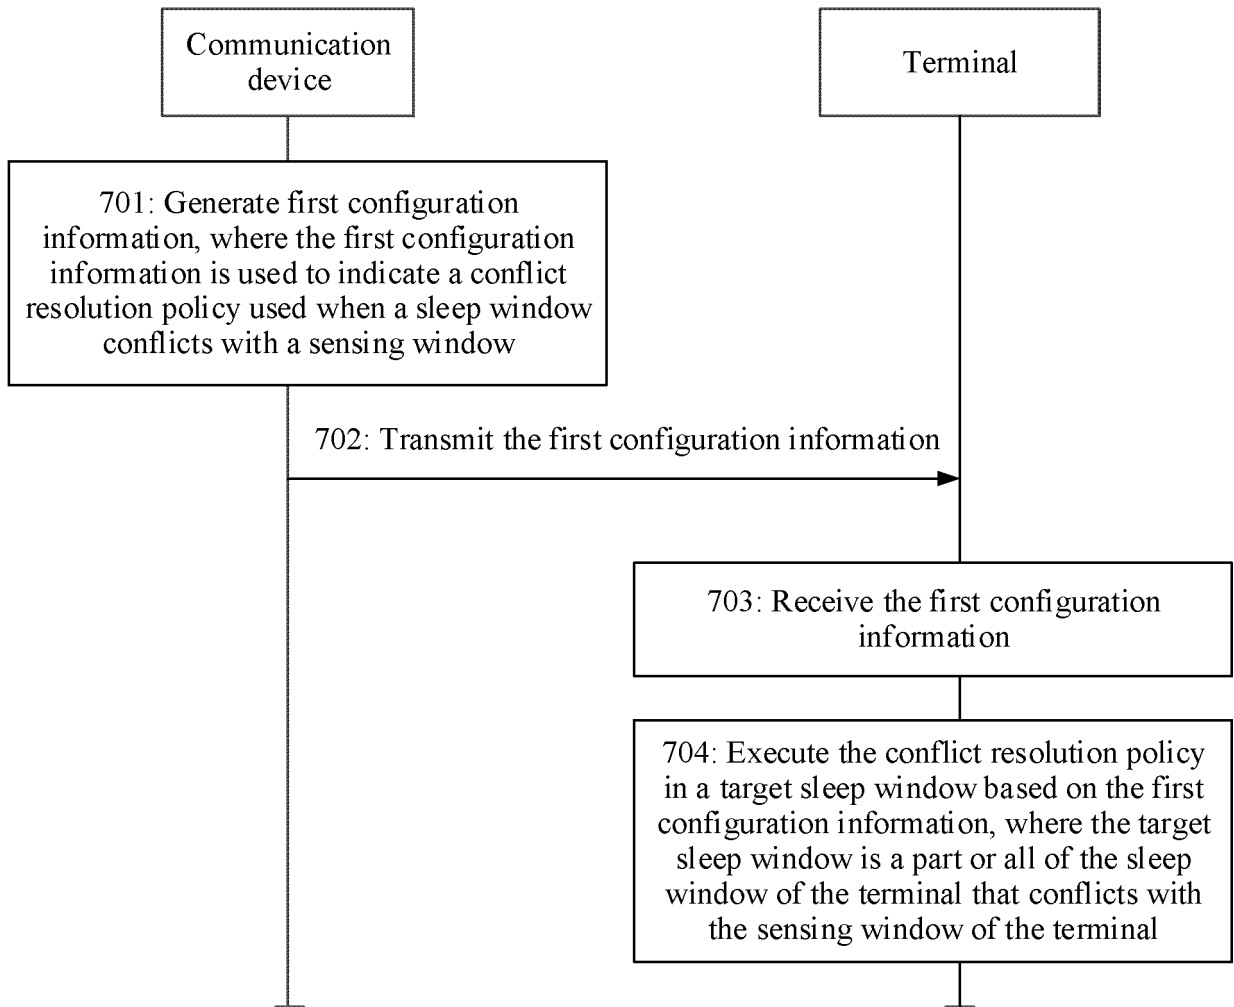 Communication
device
Terminal
701: Generate first configuration
information, where the first configuration
information is used to indicate a conflict
resolution policy used when a sleep window
conflicts with a sensing window
702: Transmit the first configuration information
703: Receive the first configuration
information
704: Execute the conflict resolution policy
in a target sleep window based on the first
configuration information, where the target
sleep window is a part or all of the sleep
window of the terminal that conflicts with
the sensing window of the terminal